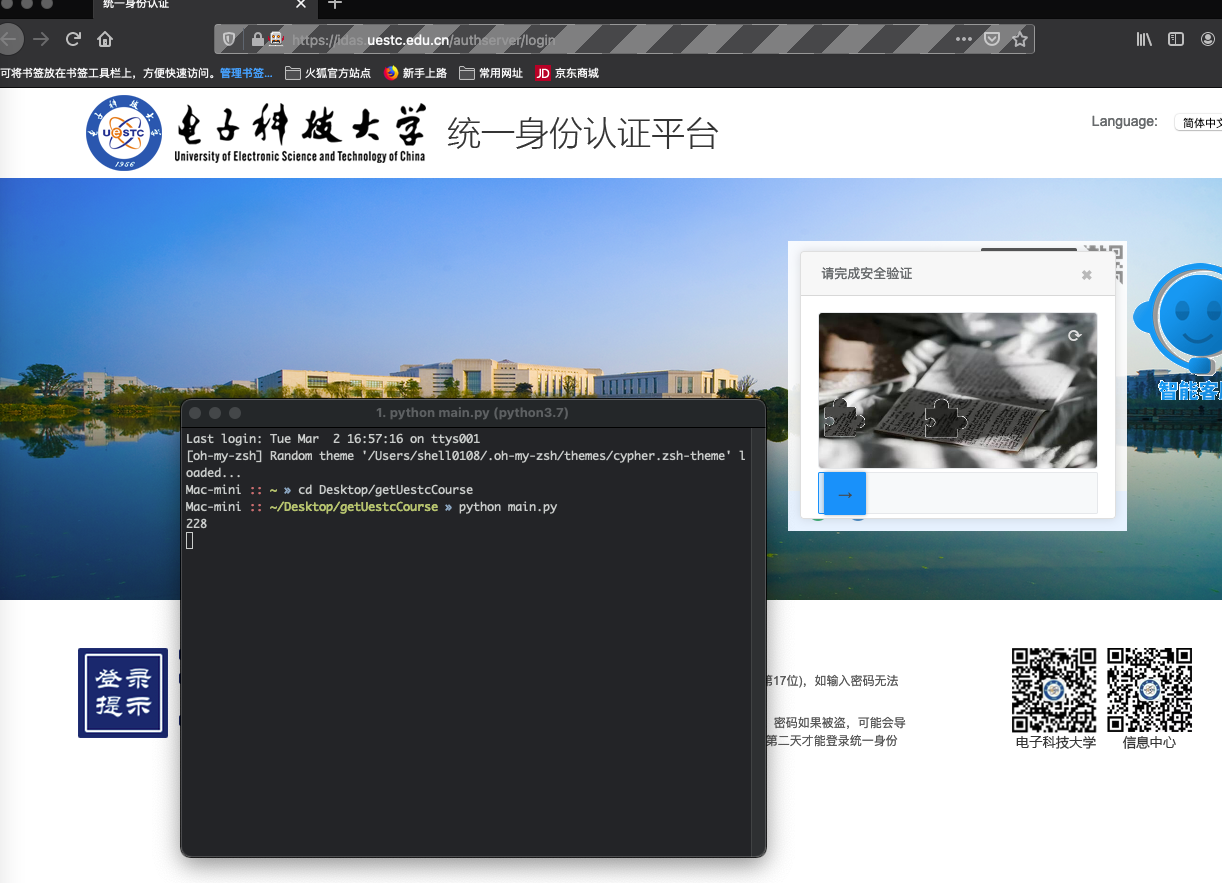 统一身份认证
https://idas.uestc.edu.cn/authserver/login
可将书签放在书签工具栏上，方便快速访问。管理书签...
火狐官方站点
新手上路
常用网址
JD 京东商城
电子科技大学
UESTC
1956
电子科技大学
University of Electronic Science and Technology of China
统一身份认证平台
Language:
简体中文
请完成安全验证
智能客
1. python main.py (python3.7)
Last login: Tue Mar  2 16:57:16 on ttys001
[oh-my-zsh] Random theme '/Users/shell0108/.oh-my-zsh/themes/cypher.zsh-theme' l
oaded...
Mac-mini :: ~ » cd Desktop/getUestcCourse
Mac-mini :: ~/Desktop/getUestcCourse » python main.py
228
登录
提示
第17位)，如输入密码无法
密码如果被盗，可能会导
第二天才能登录统一身份
电子科技大学
信息中心